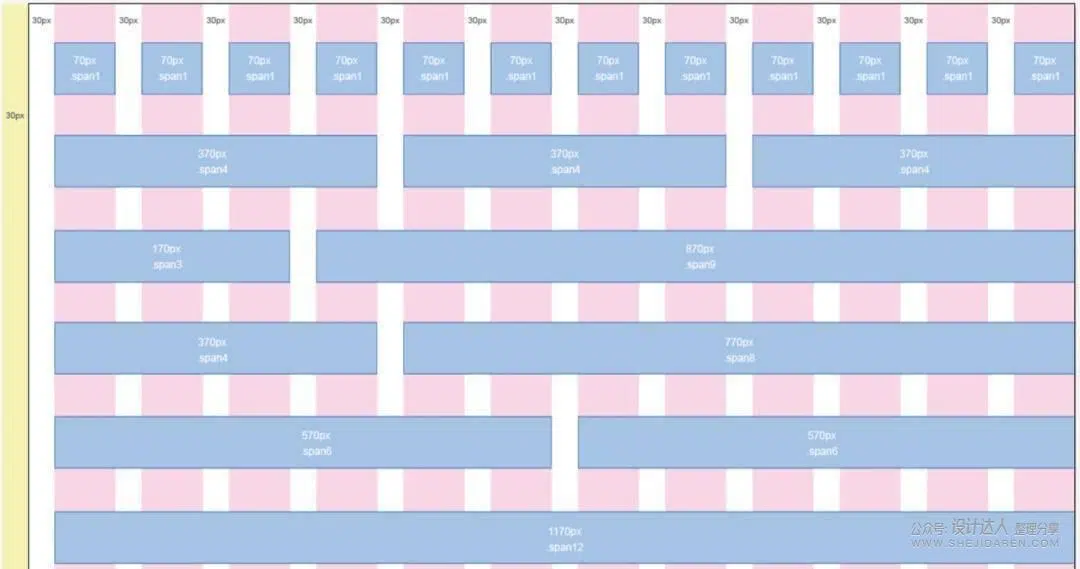 30px 30px 30px 30px 30px 30px 30px 30px 30px 30px 30px 30px
70px 70px 70px 70px 70px 70px 70px 70px 70px 70px 70px 70px
.span1 .span1 .span1 .span1 .span1 .span1 .span1 .span1 .span1 .span1 .span1 .span1
30px
370px 370px 370px
.span4 .span4 .span4
170px 870px
.span3 .span9
370px 770px
.span4 .span8
570px 570px
.span6 .span6
1170px
.span12
公众号: 设计达人 整理分享
WWW.SHEJIDAREN.COM